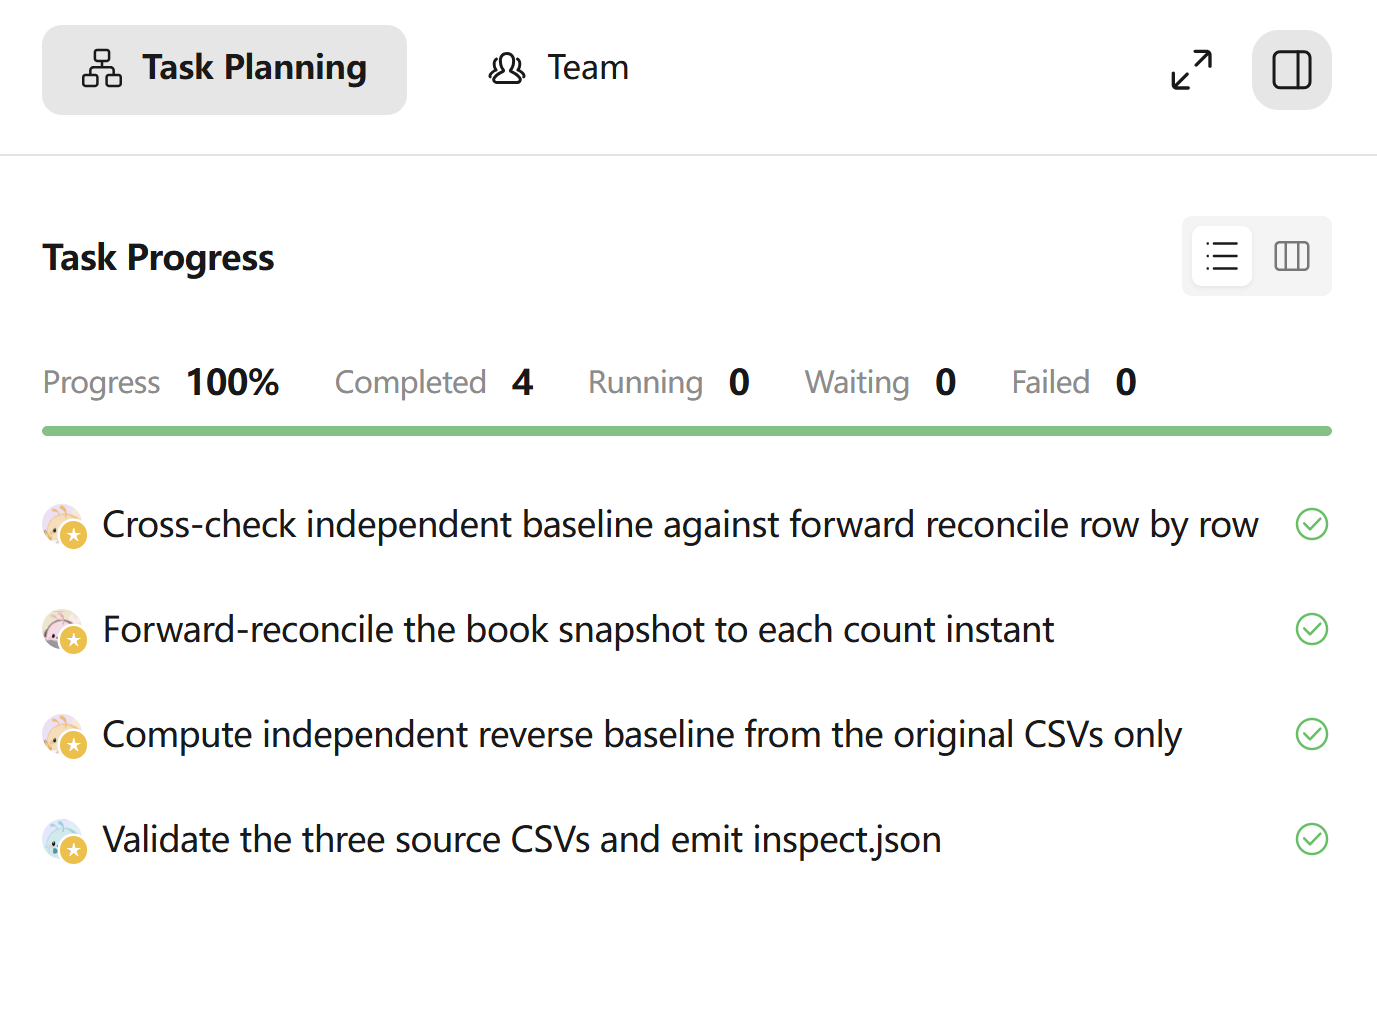 Task Planning
Team
Task Progress
Progress 100% Completed 4 Running 0 Waiting 0 Failed 0
Cross-check independent baseline against forward reconcile row by row
Forward-reconcile the book snapshot to each count instant
Compute independent reverse baseline from the original CSVs only
Validate the three source CSVs and emit inspect.json